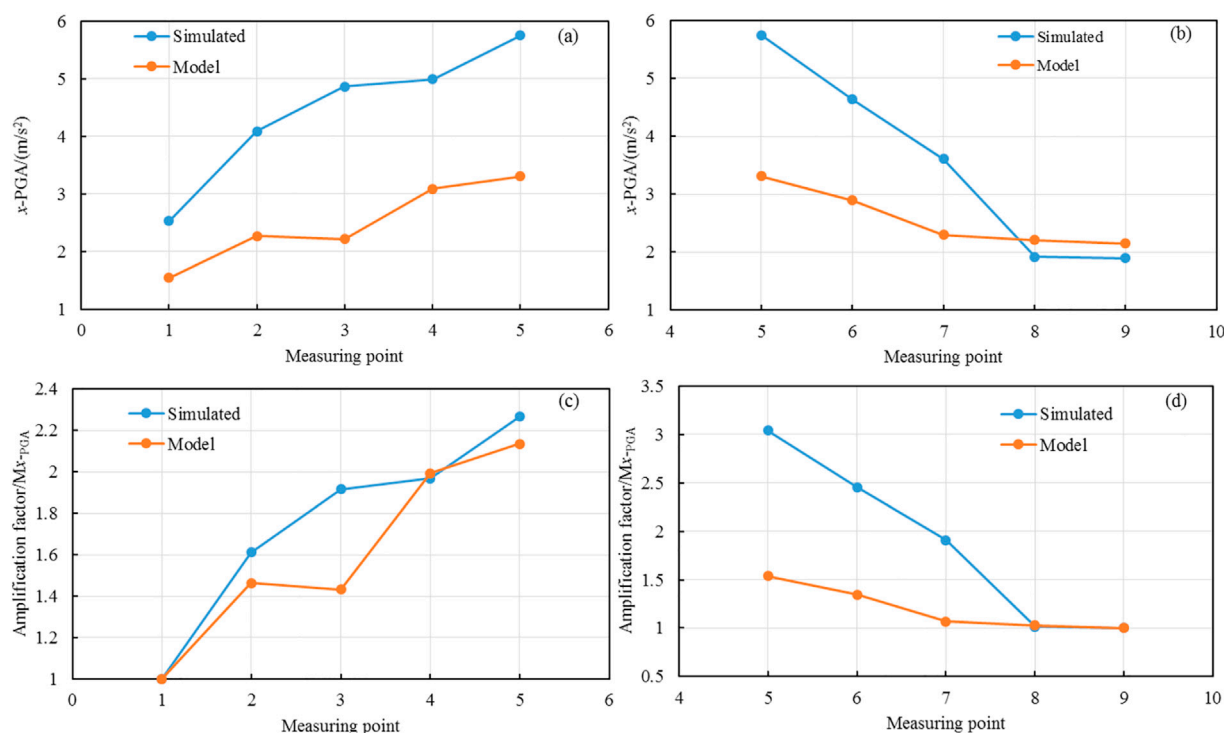 6
5
4
3
2
1
x-PGA/(m/s²)
Simulated
Model
(a)
0 1 2 3 4 5 6
Measuring point
6
5
4
3
2
1
x-PGA/(m/s²)
Simulated
Model
(b)
4 5 6 7 8 9 10
Measuring point
2.4
2.2
2
1.8
1.6
1.4
1.2
1
Amplification factor/Mx-PGA
Simulated
Model
(c)
0 1 2 3 4 5 6
Measuring point
3.5
3
2.5
2
1.5
1
0.5
Amplification factor/Mx-PGA
Simulated
Model
(d)
4 5 6 7 8 9 10
Measuring point